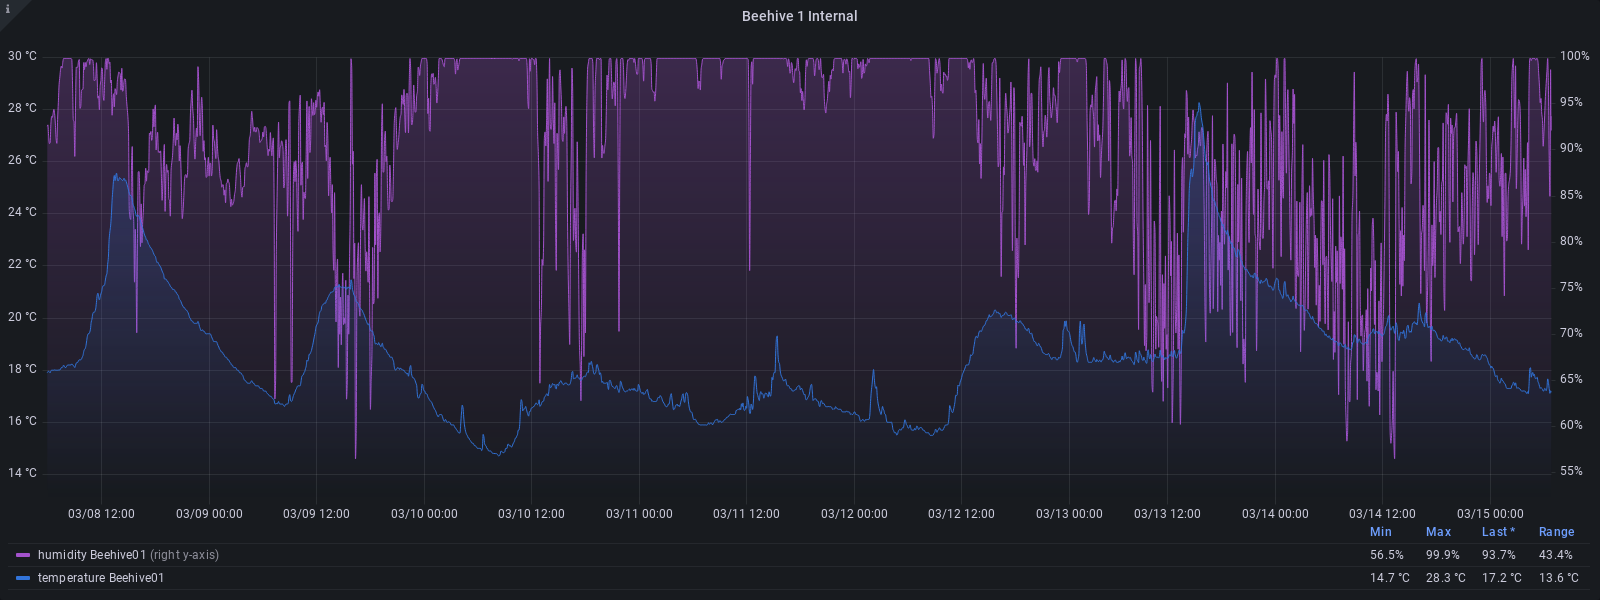 i
Beehive 1 Internal
30 °C 100%
28 °C 95%
26 °C 90%
24 °C 85%
22 °C 80%
20 °C 75%
18 °C 70%
16 °C 65%
14 °C 60%
55%
03/08 12:00 03/09 00:00 03/09 12:00 03/10 00:00 03/10 12:00 03/11 00:00 03/11 12:00 03/12 00:00 03/12 12:00 03/13 00:00 03/13 12:00 03/14 00:00 03/14 12:00 03/15 00:00
Min Max Last * Range
humidity Beehive01 (right y-axis) 56.5% 99.9% 93.7% 43.4%
temperature Beehive01 14.7 °C 28.3 °C 17.2 °C 13.6 °C